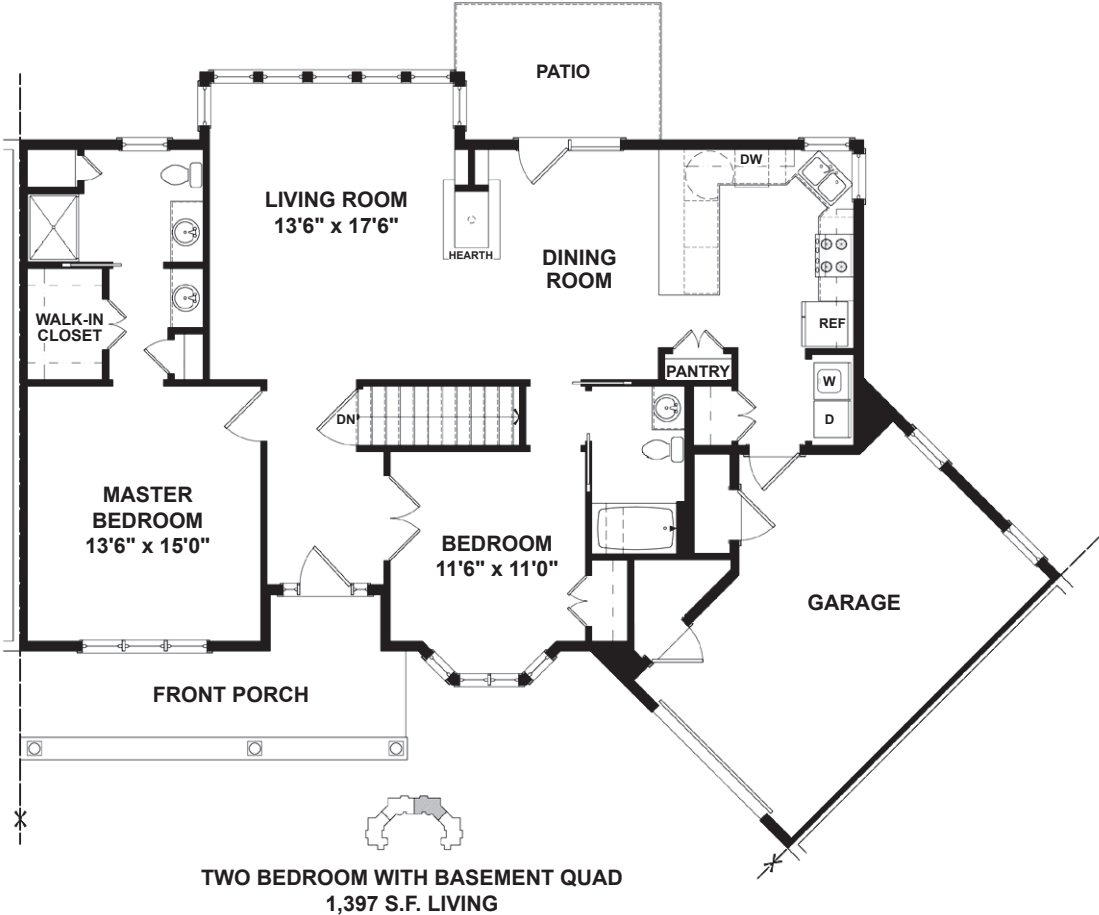 PATIO
DW
LIVING ROOM
13'6" x 17'6"
HEARTH
DINING
ROOM
WALK-IN
CLOSET
REF
PANTRY
W
D
DN
MASTER
BEDROOM
13'6" x 15'0"
BEDROOM
11'6" x 11'0"
GARAGE
FRONT PORCH
TWO BEDROOM WITH BASEMENT QUAD
1,397 S.F. LIVING